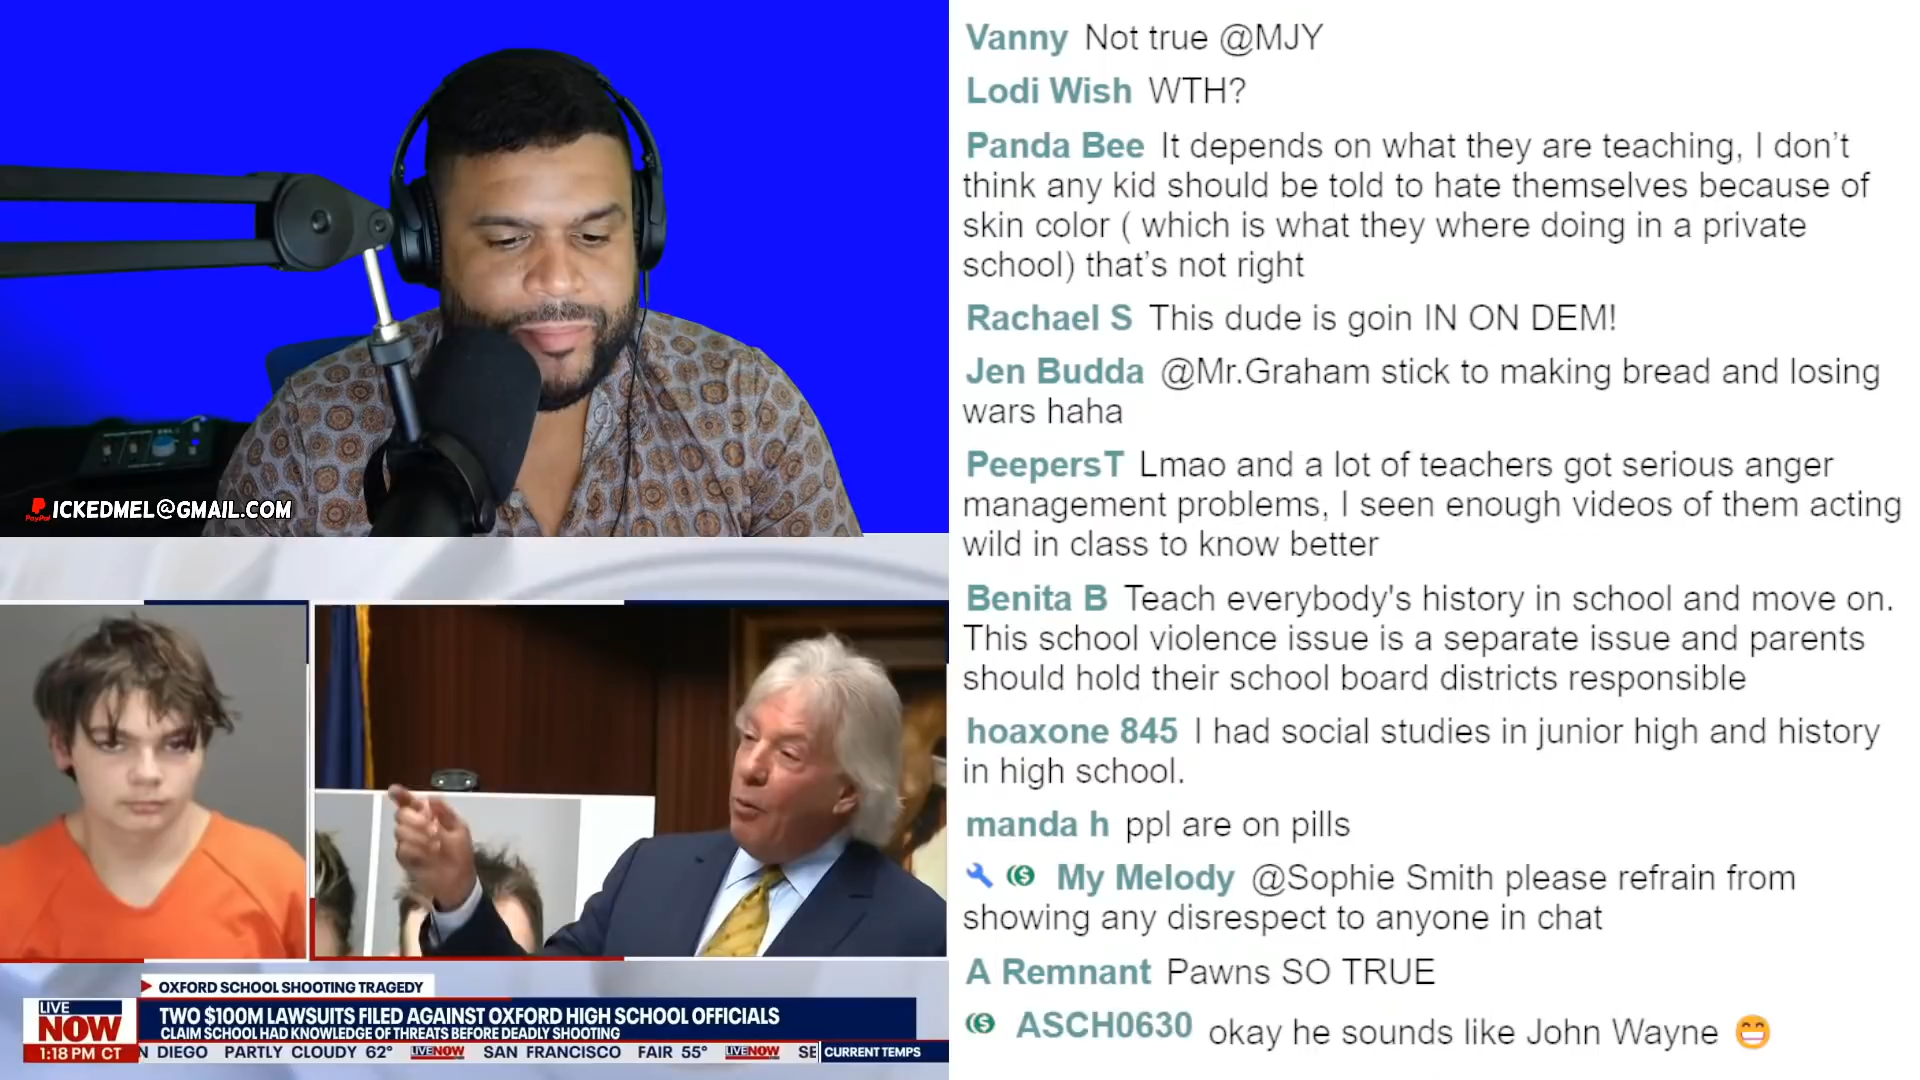 Vanny Not true @MJY
Lodi Wish WTH?
Panda Bee It depends on what they are teaching, I don’t
think any kid should be told to hate themselves because of
skin color ( which is what they where doing in a private
school) that’s not right
Rachael S This dude is goin IN ON DEM!
Jen Budda @Mr.Graham stick to making bread and losing
wars haha
PeepersT Lmao and a lot of teachers got serious anger
management problems, I seen enough videos of them acting
wild in class to know better
Benita B Teach everybody's history in school and move on.
This school violence issue is a separate issue and parents
should hold their school board districts responsible
hoaxone 845 I had social studies in junior high and history
in high school.
manda h ppl are on pills
My Melody @Sophie Smith please refrain from
showing any disrespect to anyone in chat
A Remnant Pawns SO TRUE
ASCH0630 okay he sounds like John Wayne 😁
PayPal ICKEDMEL@GMAIL.COM
OXFORD SCHOOL SHOOTING TRAGEDY
LIVE
NOW
TWO $100M LAWSUITS FILED AGAINST OXFORD HIGH SCHOOL OFFICIALS
CLAIM SCHOOL HAD KNOWLEDGE OF THREATS BEFORE DEADLY SHOOTING
1:18 PM CT N DIEGO PARTLY CLOUDY 62° LIVENOW SAN FRANCISCO FAIR 55° LIVENOW SE CURRENT TEMPS